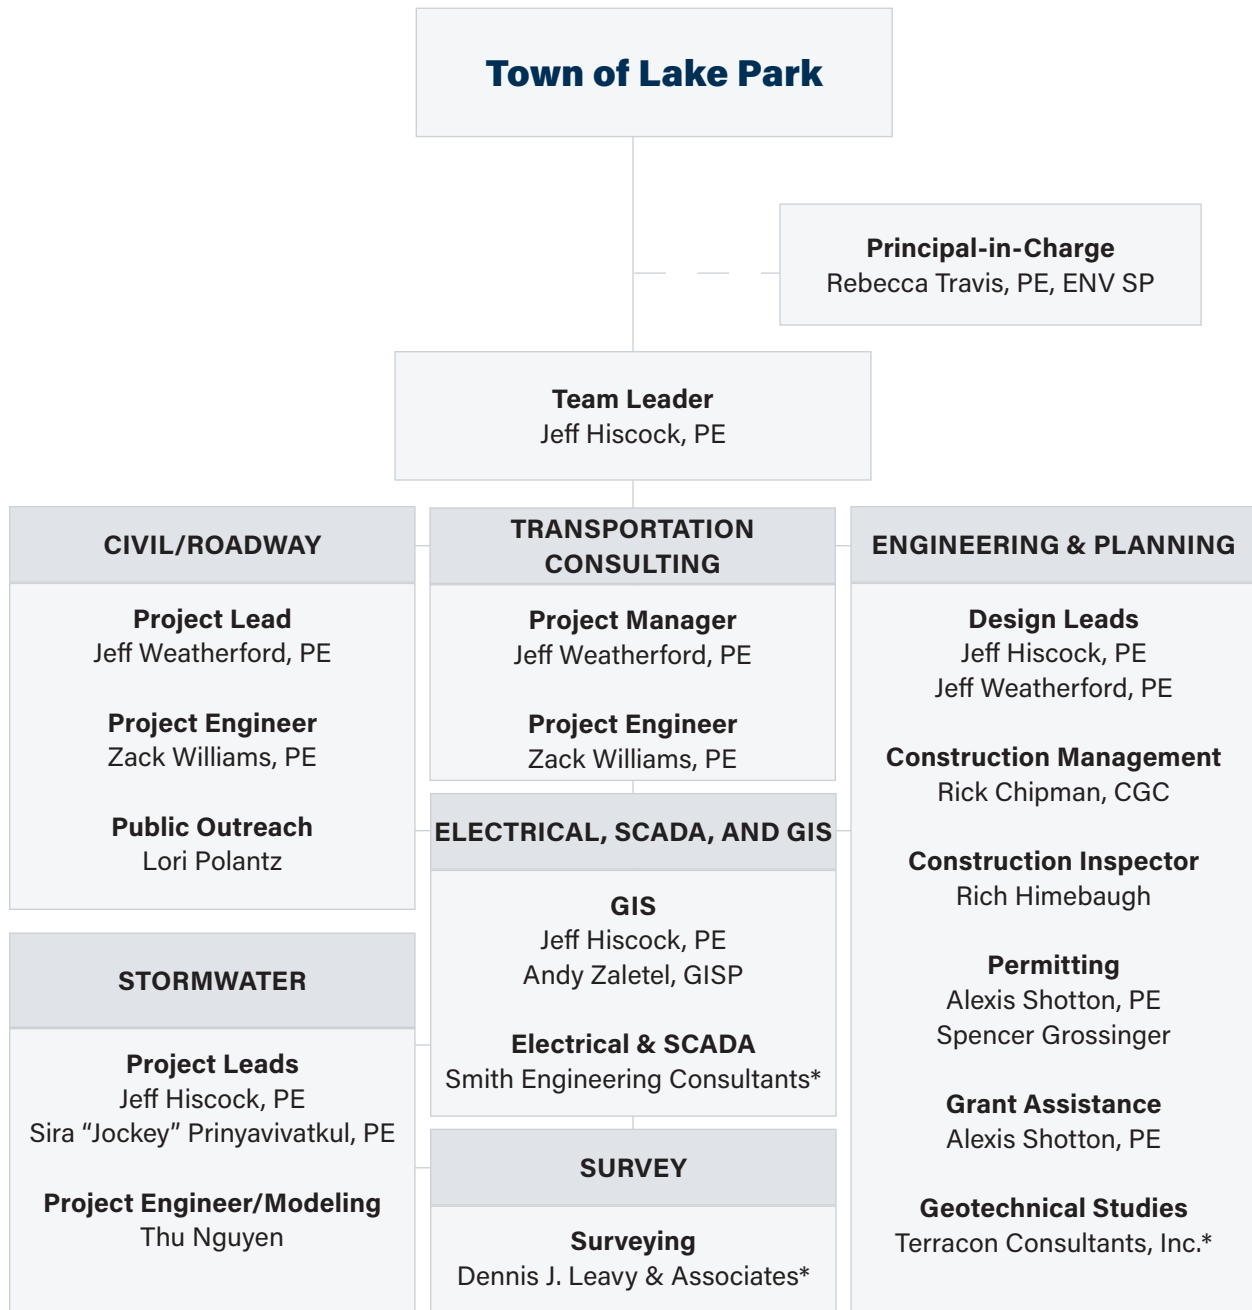 Town of Lake Park
Principal-in-Charge
Rebecca Travis, PE, ENV SP
Team Leader
Jeff Hiscock, PE
CIVIL/ROADWAY
Project Lead
Jeff Weatherford, PE
Project Engineer
Zack Williams, PE
Public Outreach
Lori Polantz
STORMWATER
Project Leads
Jeff Hiscock, PE
Sira “Jockey” Prinyavivatkul, PE
Project Engineer/Modeling
Thu Nguyen
TRANSPORTATION
CONSULTING
Project Manager
Jeff Weatherford, PE
Project Engineer
Zack Williams, PE
ELECTRICAL, SCADA, AND GIS
GIS
Jeff Hiscock, PE
Andy Zaletel, GISP
Electrical & SCADA
Smith Engineering Consultants*
SURVEY
Surveying
Dennis J. Leavy & Associates*
ENGINEERING & PLANNING
Design Leads
Jeff Hiscock, PE
Jeff Weatherford, PE
Construction Management
Rick Chipman, CGC
Construction Inspector
Rich Himebaugh
Permitting
Alexis Shotton, PE
Spencer Grossinger
Grant Assistance
Alexis Shotton, PE
Geotechnical Studies
Terracon Consultants, Inc.*